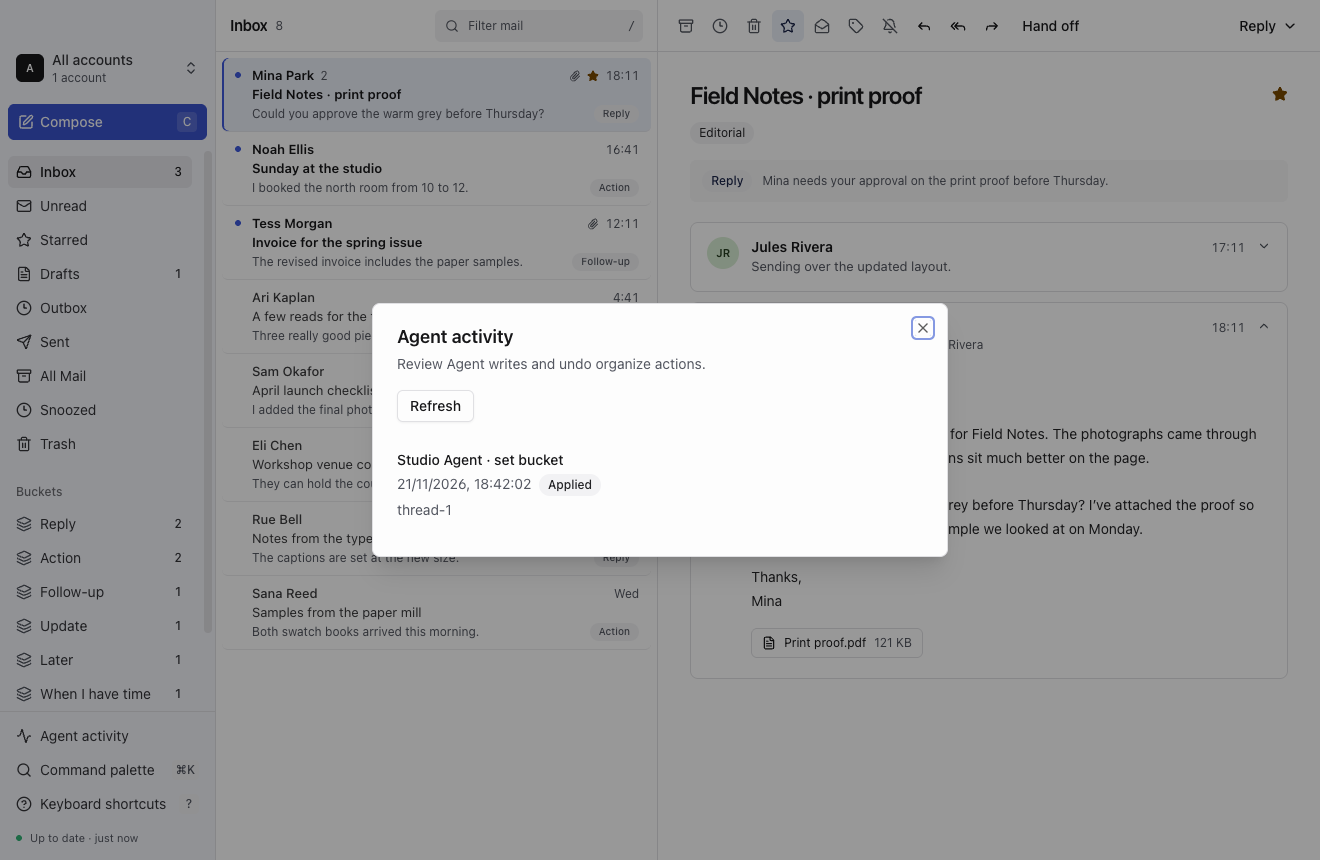 A
All accounts
1 account
Compose C
Inbox 3
Unread
Starred
Drafts 1
Outbox
Sent
All Mail
Snoozed
Trash
Buckets
Reply 2
Action 2
Follow-up 1
Update 1
Later 1
When I have time 1
Agent activity
Command palette ⌘K
Keyboard shortcuts ?
Up to date · just now
Inbox 8
Filter mail /
Mina Park 2 18:11
Field Notes · print proof
Could you approve the warm grey before Thursday? Reply
Noah Ellis 16:41
Sunday at the studio
I booked the north room from 10 to 12. Action
Tess Morgan 12:11
Invoice for the spring issue
The revised invoice includes the paper samples. Follow-up
Ari Kaplan 4:41
A few reads for the
Three really good
Sam Okafor
April launch
I added the final
Eli Chen
Workshop venue
They can hold the
Rue Bell
Notes from the
The captions are set at the new size. Reply
Sana Reed Wed
Samples from the paper mill
Both swatch books arrived this morning. Action
Hand off
Reply
Field Notes · print proof
Editorial
Reply Mina needs your approval on the print proof before Thursday.
JR
Jules Rivera 17:11
Sending over the updated layout.
18:11
Rivera
for Field Notes. The photographs came through
sit much better on the page.
before Thursday? I've attached the proof so
we looked at on Monday.
Thanks,
Mina
Print proof.pdf 121 KB
Agent activity
Review Agent writes and undo organize actions.
Refresh
Studio Agent · set bucket
21/11/2026, 18:42:02 Applied
thread-1